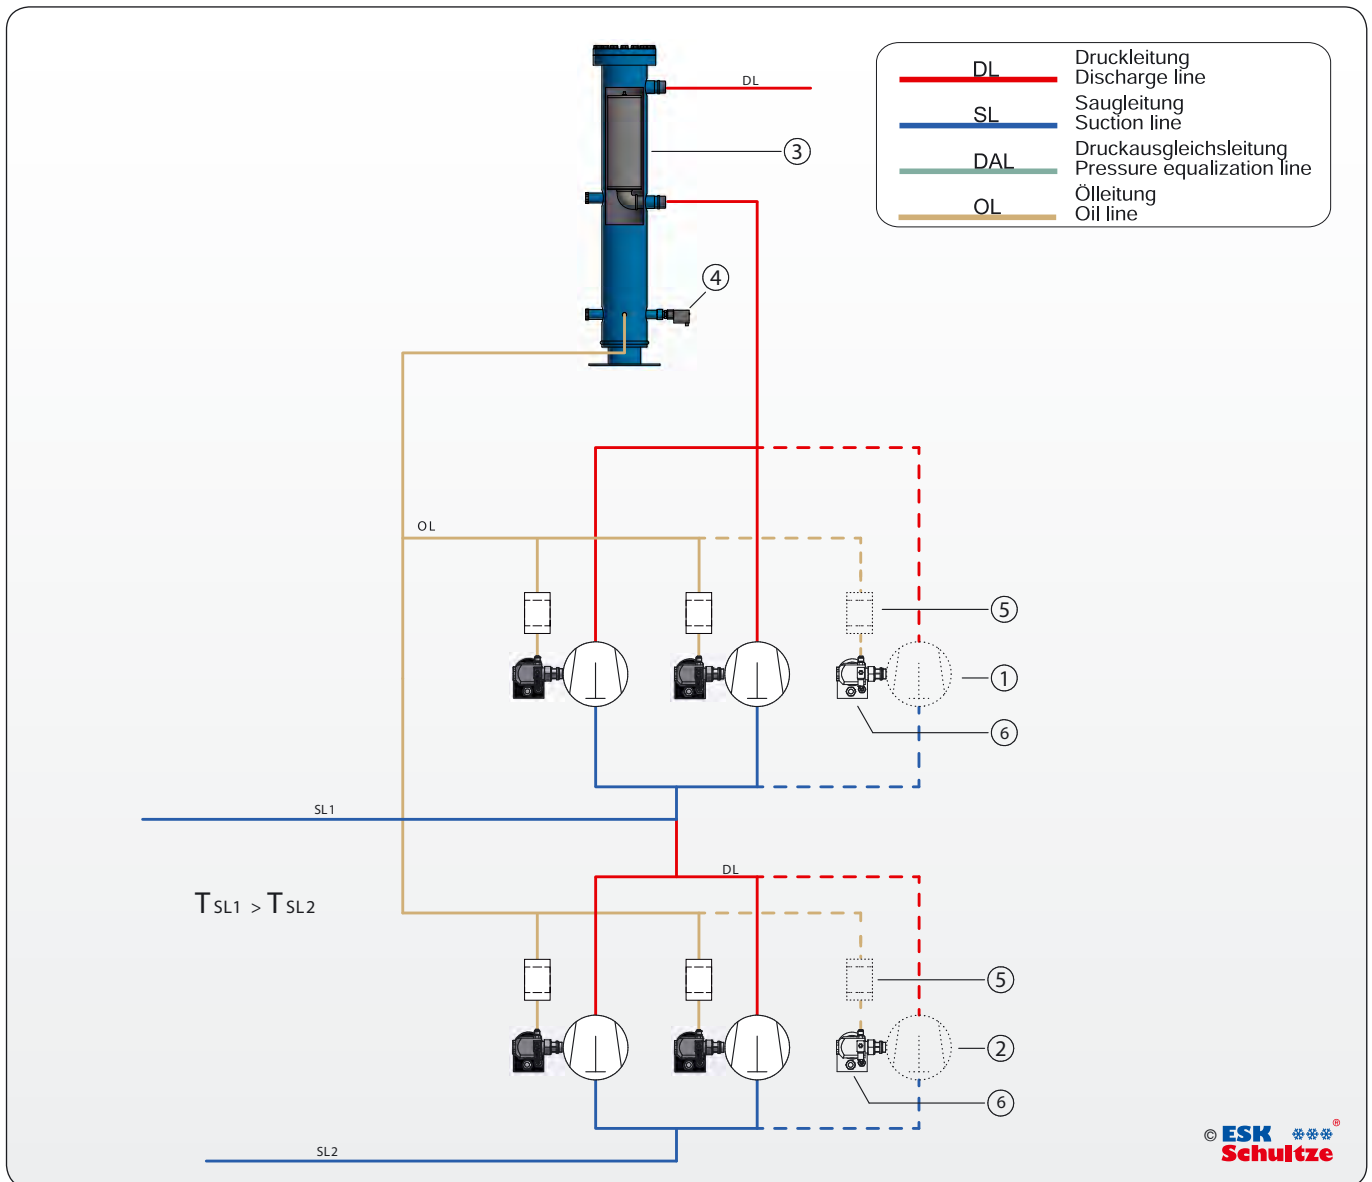 DL
Druckleitung
Discharge line
SL
Saugleitung
Suction line
DAL
Druckausgleichsleitung
Pressure equalization line
OL
Ölleitung
Oil line
DL
3
4
OL
5
1
6
SL1
DL
TSL1 > TSL2
5
2
6
SL2
© ESK ®
Schultze